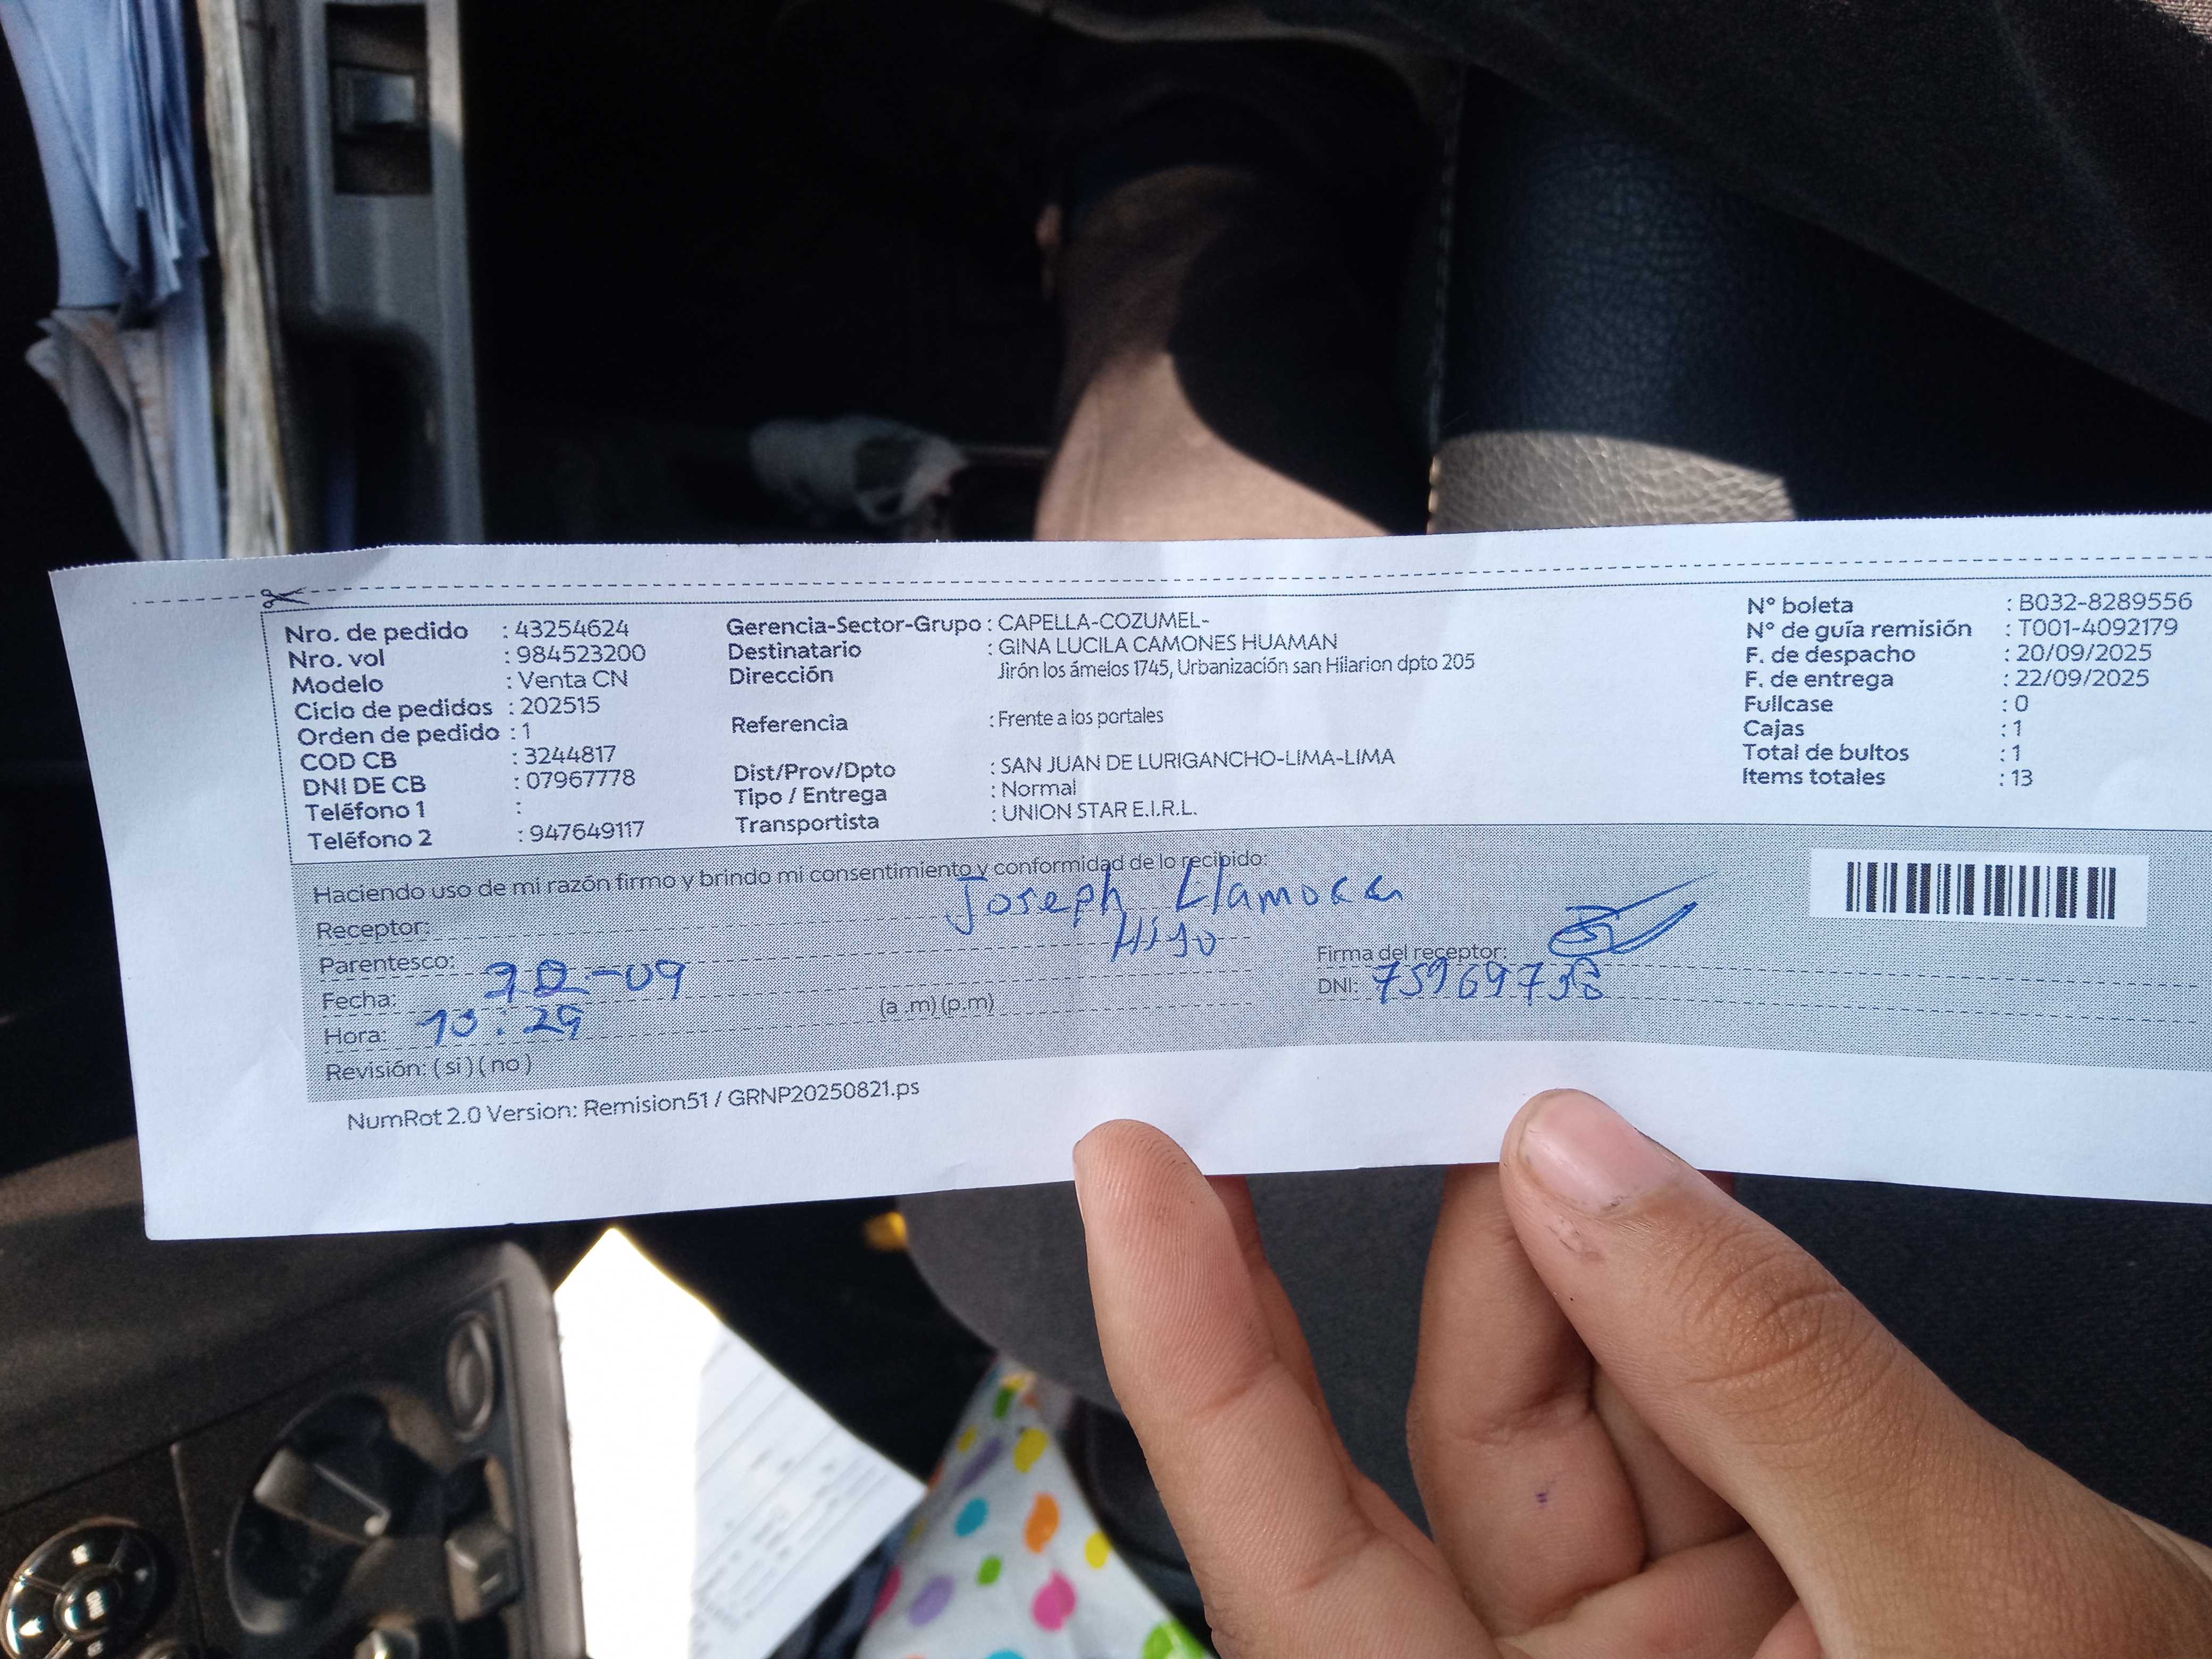 Nro. de pedido : 43254624
Nro. vol : 984523200
Modelo : Venta CN
Ciclo de pedidos : 202515
Orden de pedido : 1
COD CB : 3244817
DNI DE CB : 07967778
Teléfono 1 :
Teléfono 2 : 947649117
Gerencia-Sector-Grupo : CAPELLA-COZUMEL-
Destinatario : GINA LUCILA CAMONES HUAMAN
Dirección Jirón los ámelos 1745, Urbanización san Hilarion dpto 205
Referencia : Frente a los portales
Dist/Prov/Dpto : SAN JUAN DE LURIGANCHO-LIMA-LIMA
Tipo / Entrega : Normal
Transportista : UNION STAR E.I.R.L.
N° boleta : B032-8289556
N° de guía remisión : T001-4092179
F. de despacho : 20/09/2025
F. de entrega : 22/09/2025
Fullcase : 0
Cajas : 1
Total de bultos : 1
Items totales : 13
Haciendo uso de mi razón firmo y brindo mi consentimiento y conformidad de lo recibido:
Receptor: Joseph Llamocca
Parentesco: Hijo
Fecha:
Hora: (a .m) (p.m)
Revisión: ( si ) ( no )
Firma del receptor:
DNI:
NumRot 2.0 Version: Remision51 / GRNP20250821.ps